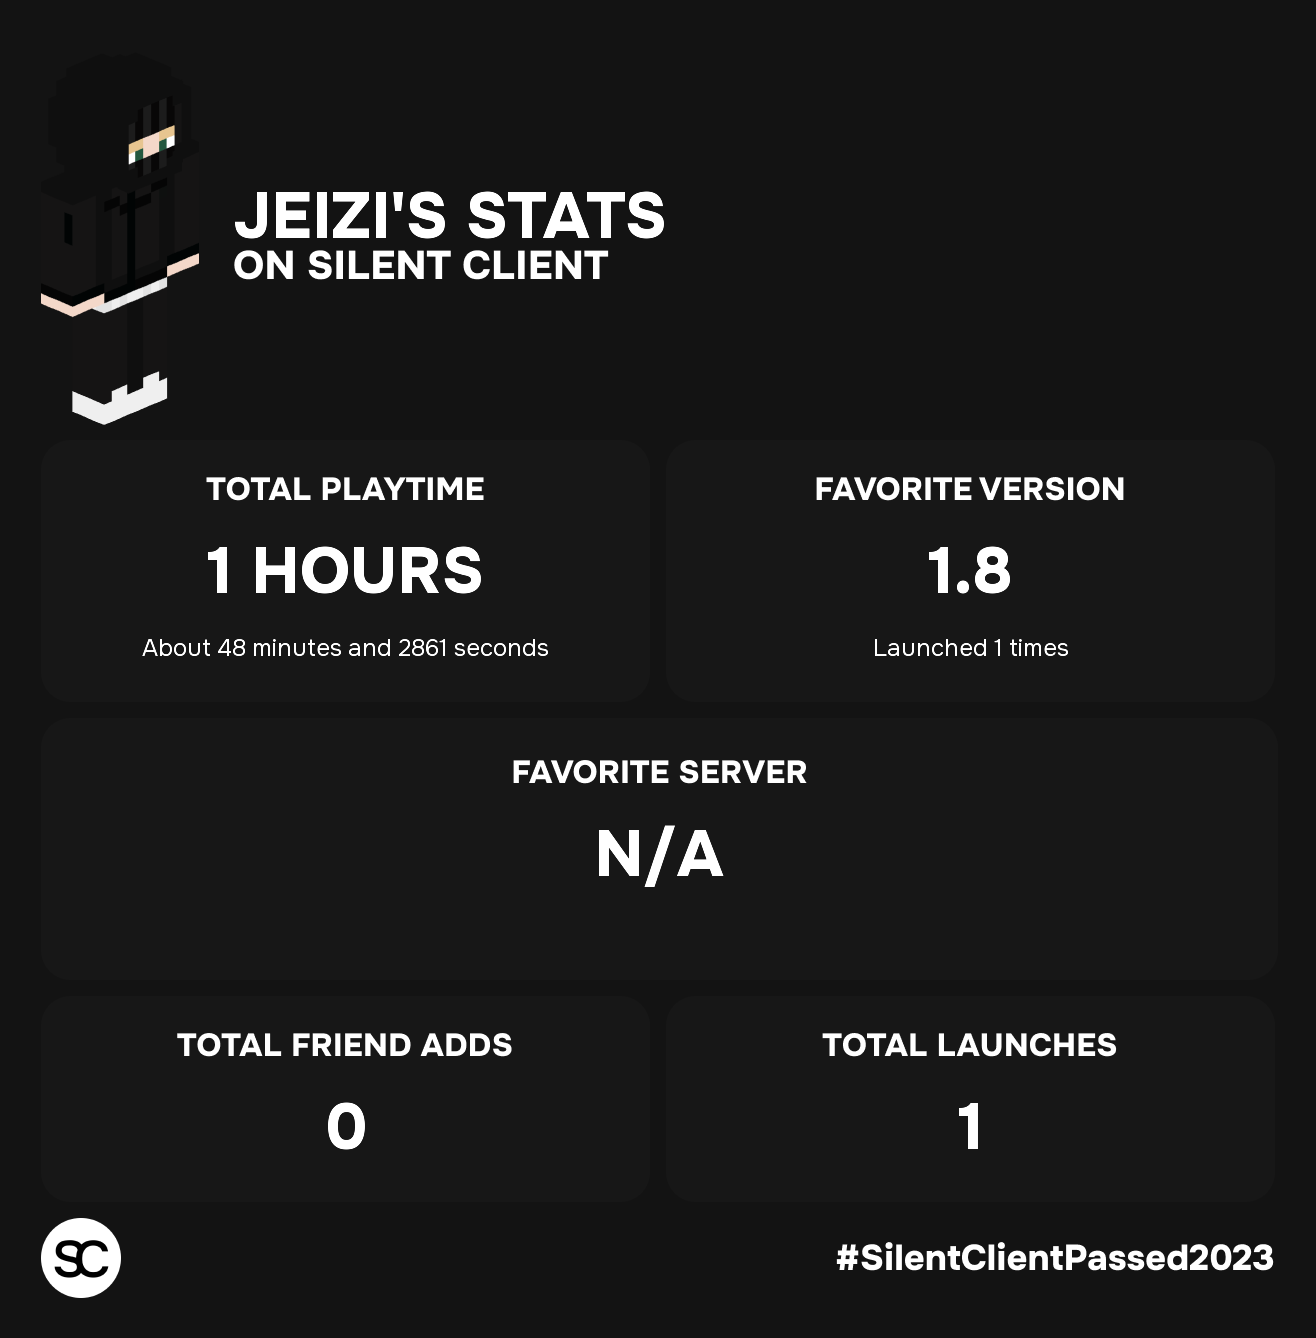 JEIZI'S STATS
ON SILENT CLIENT
TOTAL PLAYTIME
1 HOURS
About 48 minutes and 2861 seconds
FAVORITE VERSION
1.8
Launched 1 times
FAVORITE SERVER
N/A
TOTAL FRIEND ADDS
0
TOTAL LAUNCHES
1
SC
#SilentClientPassed2023